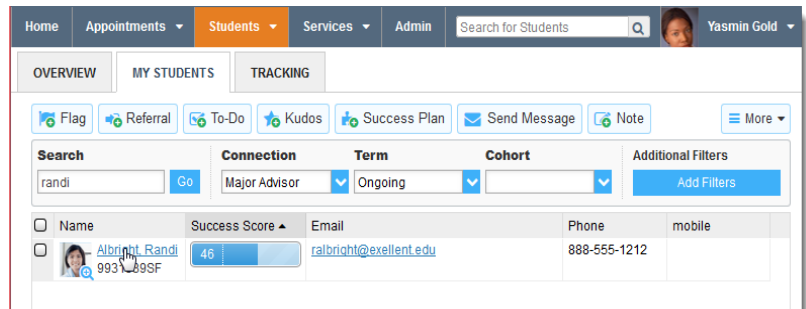 Home Appointments Students Services Admin Search for Students Yasmin Gold
OVERVIEW MY STUDENTS TRACKING
Flag Referral To-Do Kudos Success Plan Send Message Note More
Search Connection Term Cohort Additional Filters
randi Go Major Advisor Ongoing Add Filters
Name Success Score Email Phone mobile
Albright, Randi 46 ralbright@exellent.edu 888-555-1212